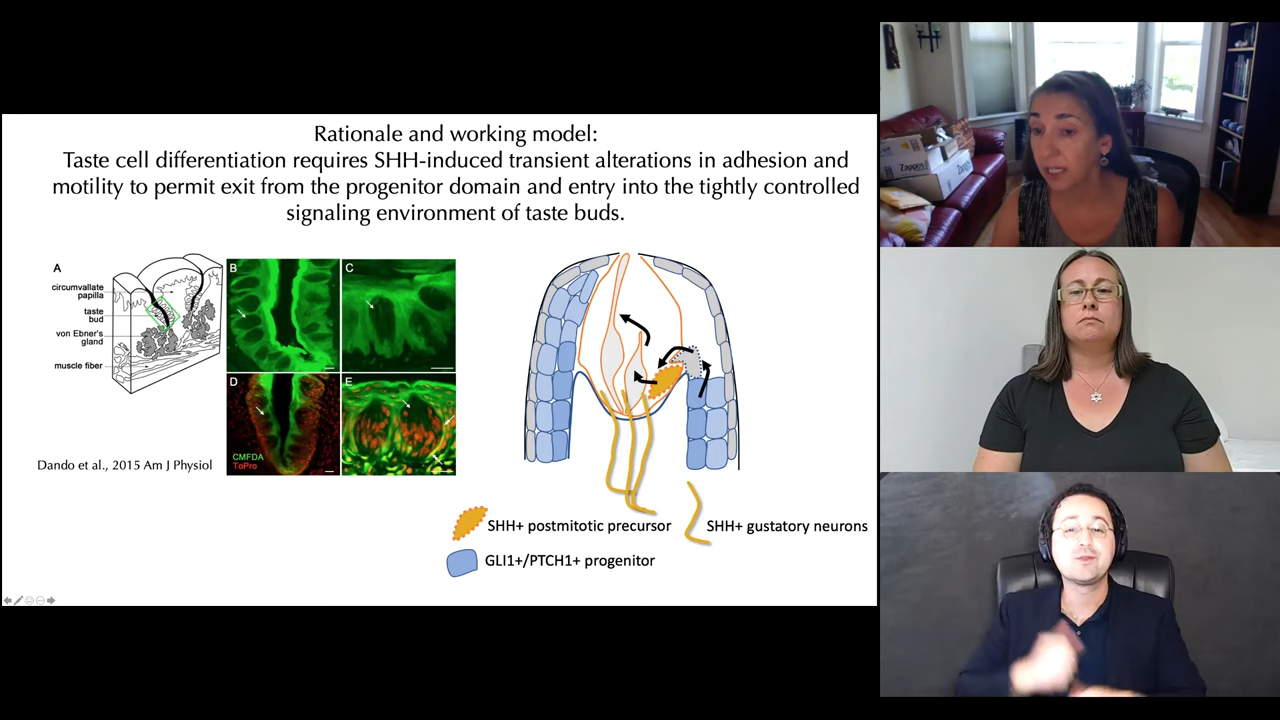 Rationale and working model:
Taste cell differentiation requires SHH-induced transient alterations in adhesion and
motility to permit exit from the progenitor domain and entry into the tightly controlled
signaling environment of taste buds.
A
circumvallate
papilla
taste
bud
von Ebner's
gland
muscle fiber
B
C
D
E
CMFDA
ToPro
Dando et al., 2015 Am J Physiol
SHH+ postmitotic precursor
SHH+ gustatory neurons
GLI1+/PTCH1+ progenitor
Zappos